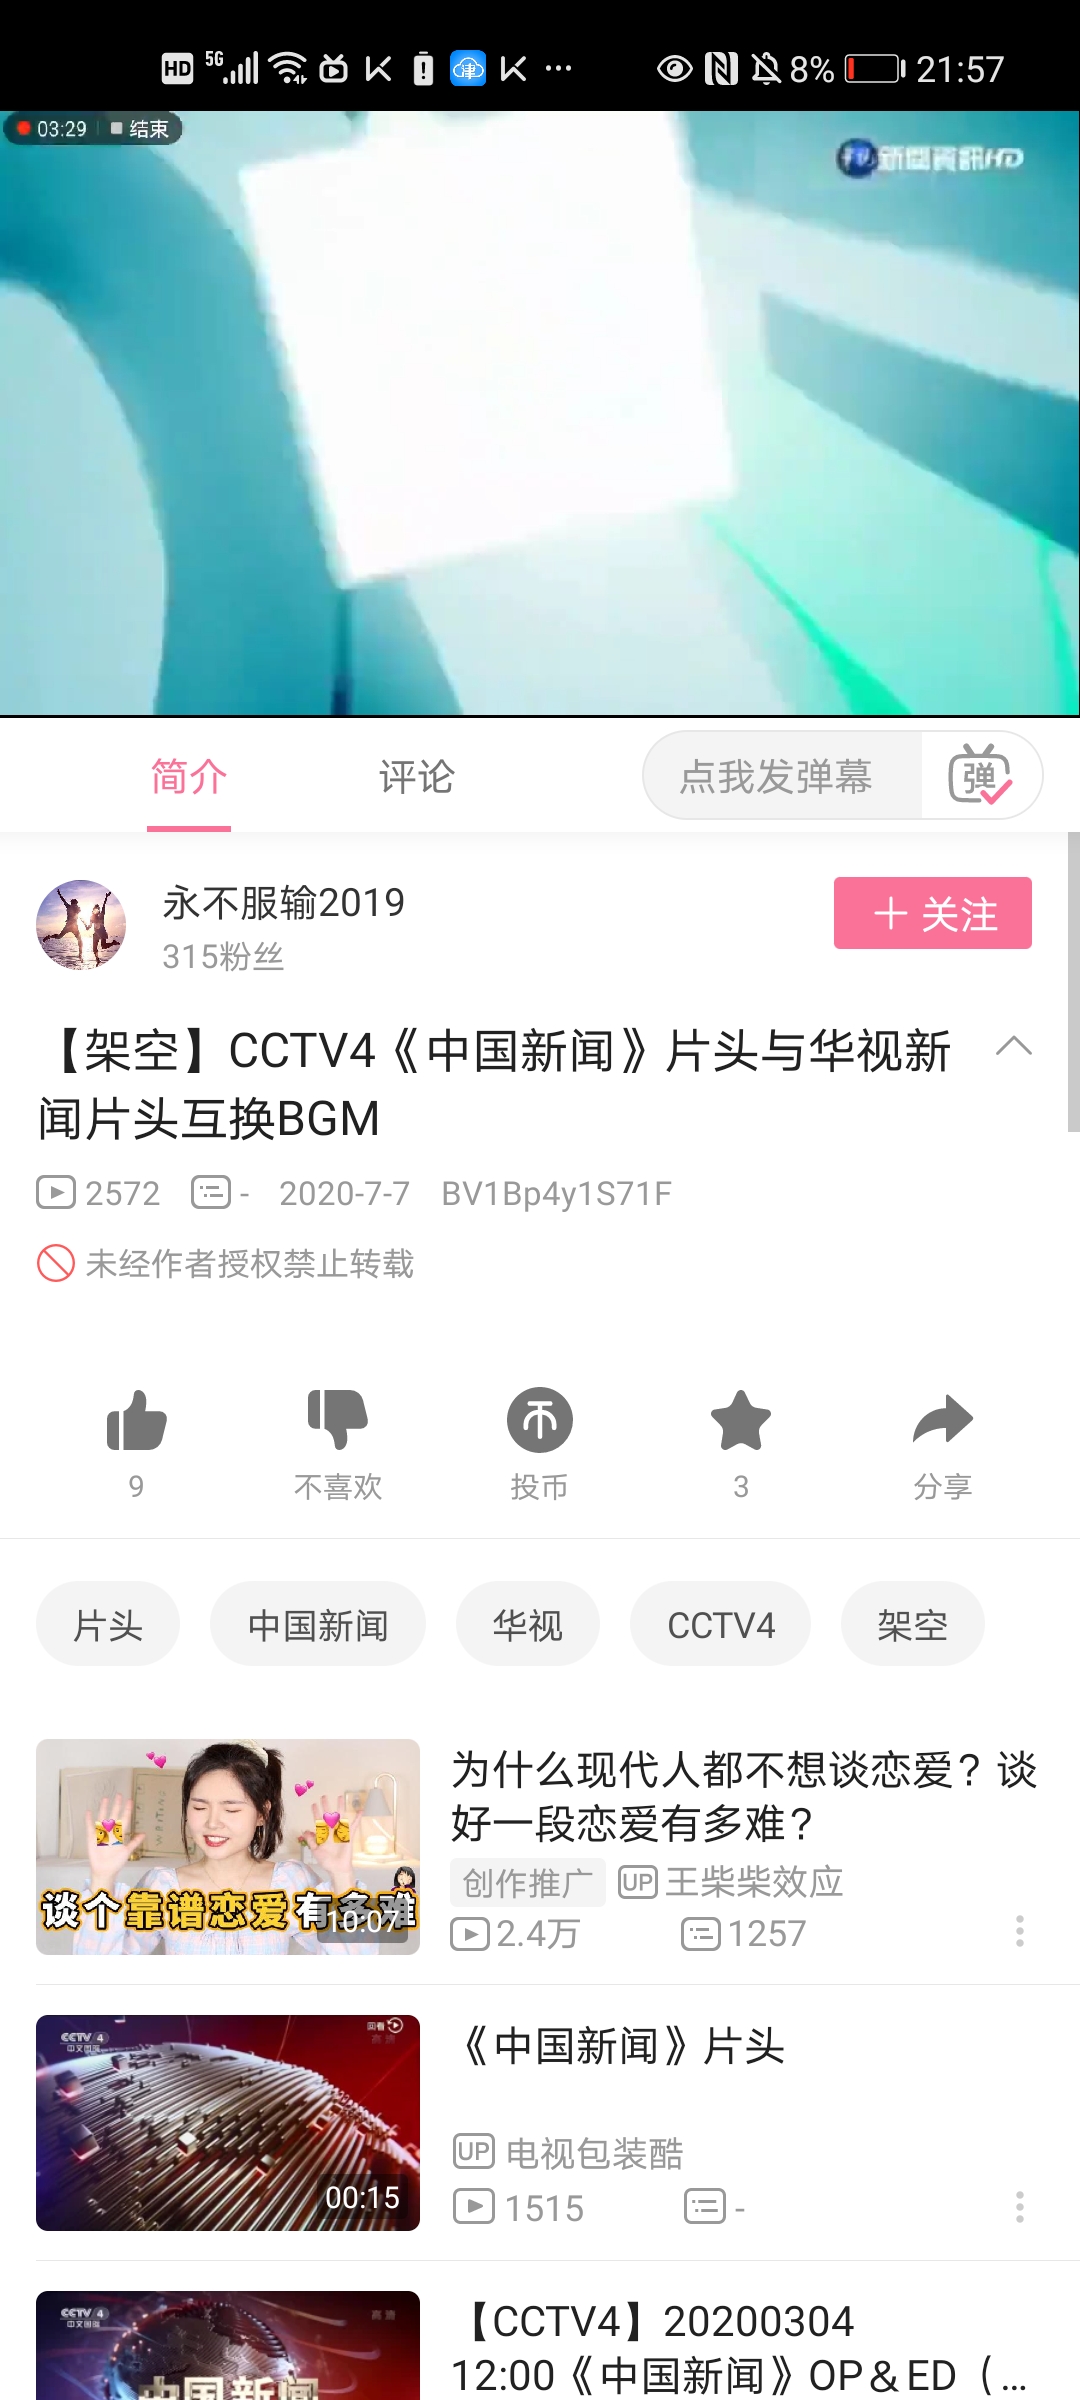 HD 5G 8% 21:57
津
03:29 结束
華視新聞資訊HD
简介 评论 点我发弹幕 弹
永不服输2019
+ 关注
315粉丝
【架空】CCTV4《中国新闻》片头与华视新
闻片头互换BGM
2572 - 2020-7-7 BV1Bp4y1S71F
未经作者授权禁止转载
9 不喜欢 投币 3 分享
片头 中国新闻 华视 CCTV4 架空
为什么现代人都不想谈恋爱？谈
好一段恋爱有多难？
创作推广 UP 王柴柴效应
2.4万 1257
谈个靠谱恋爱有多难
10:07
CCTV 4
中文国际
回看
高清
《中国新闻》片头
UP 电视包装酷
1515 -
00:15
CCTV 4
中文国际
高清
中国新闻
【CCTV4】20200304
12:00《中国新闻》OP＆ED（...